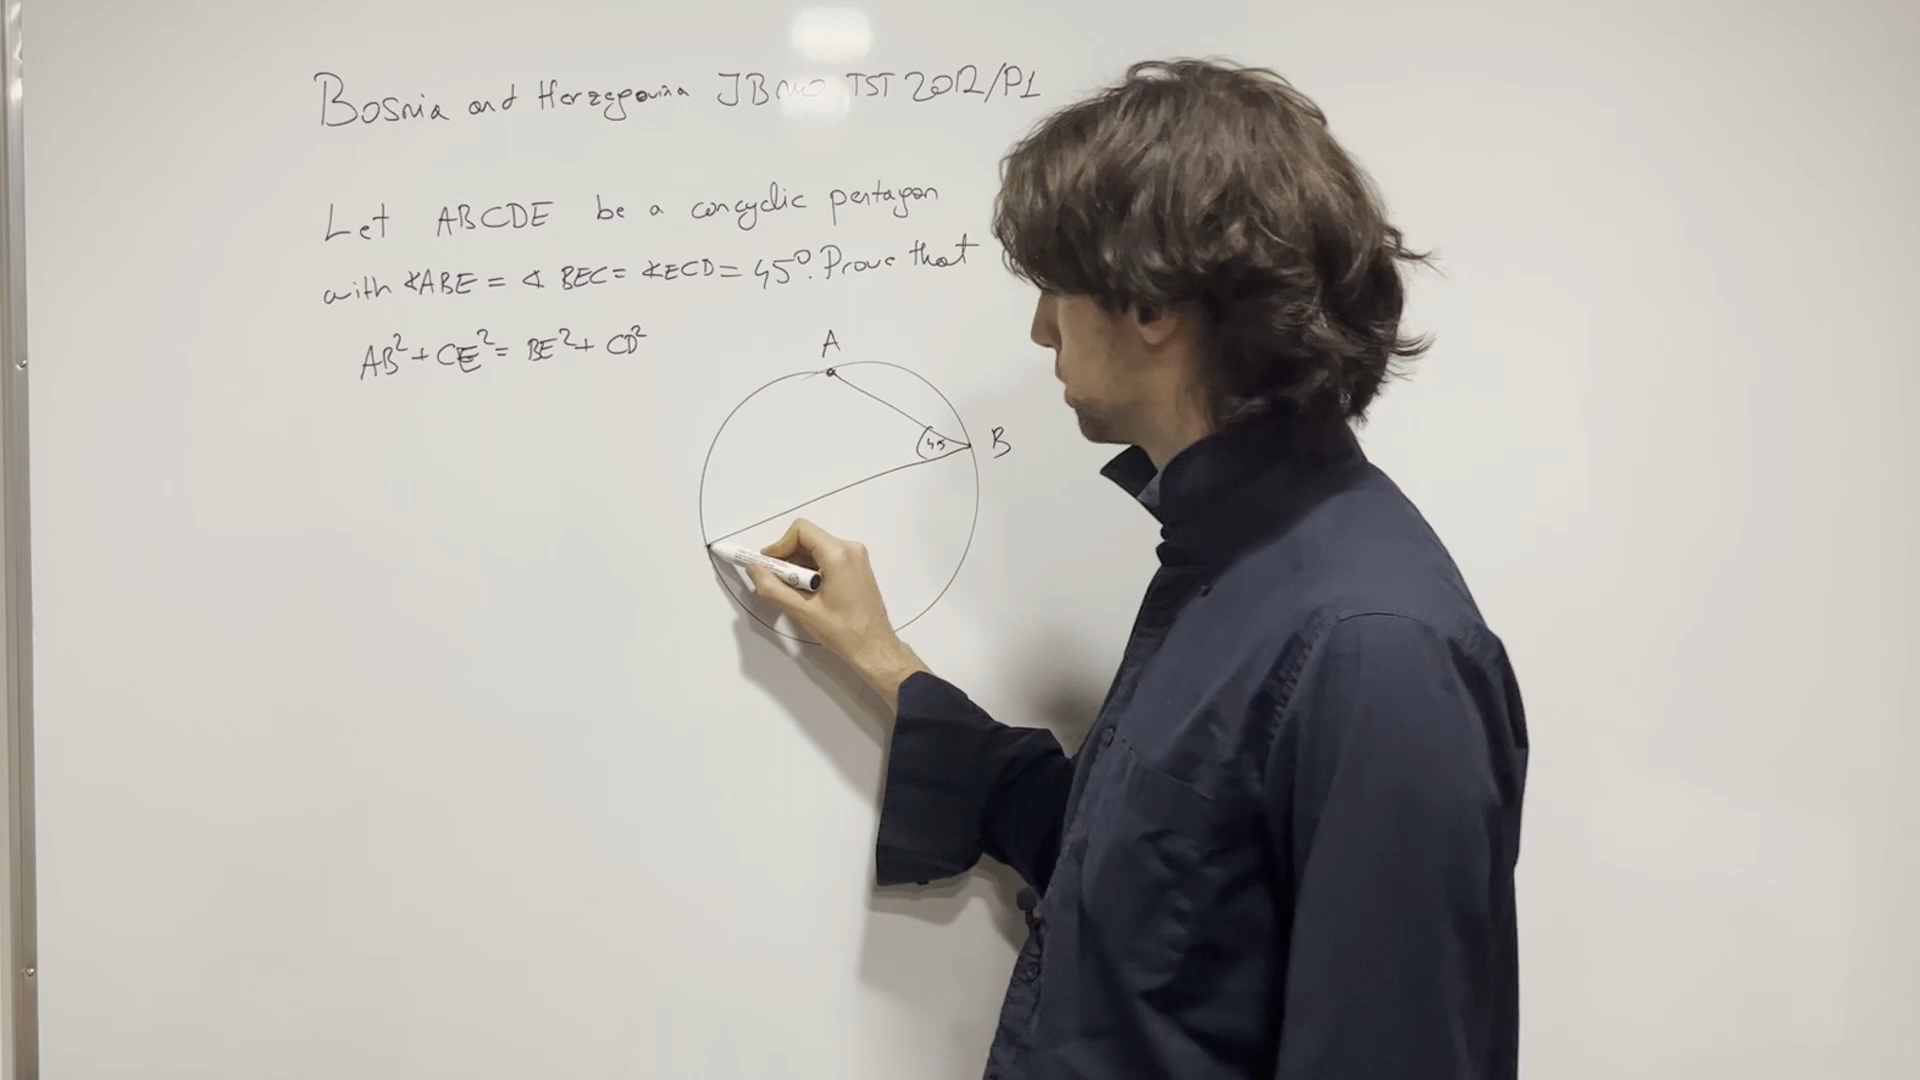 Bosnia and Herzegovina JBMO TST 2012/P1
Let ABCDE be a concyclic pentagon
with ∢ABE = ∢ BEC = ∢ECD = 45°. Prove that
AB² + CE² = BE² + CD²
A
45
B